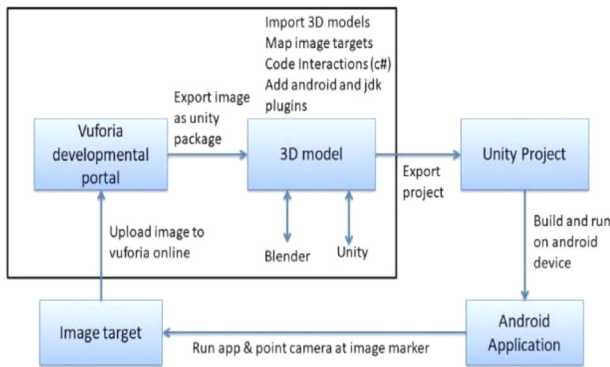 Import 3D models
Map image targets
Code Interactions (c#)
Add android and jdk
plugins
Export image
as unity
package
Vuforia
developmental
portal
3D model
Unity Project
Export
project
Upload image to
vuforia online
Blender
Unity
Build and run
on android
device
Image target
Run app & point camera at image marker
Android
Application